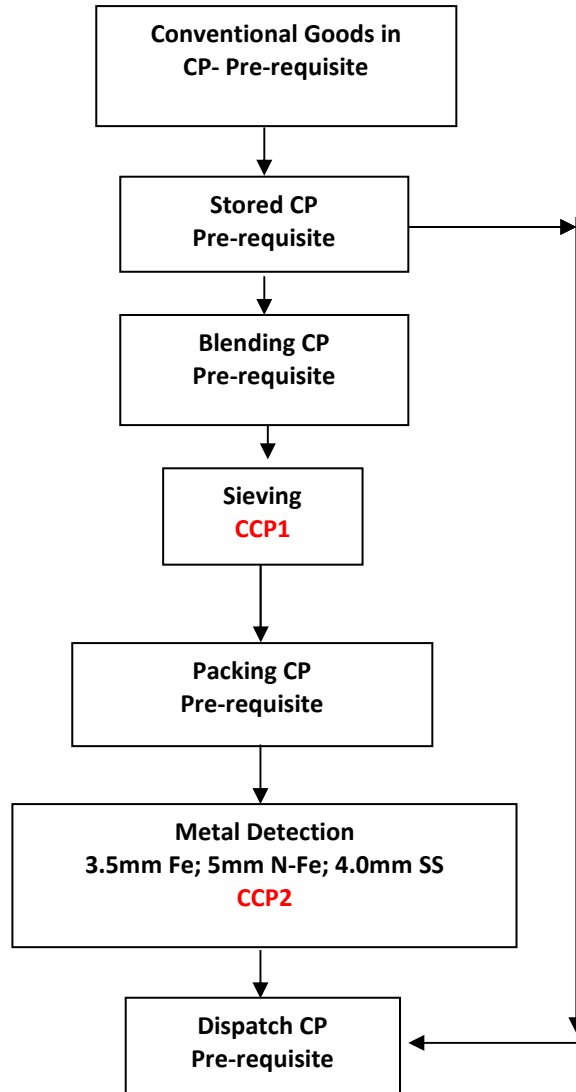 Conventional Goods in
CP- Pre-requisite
Stored CP
Pre-requisite
Blending CP
Pre-requisite
Sieving
CCP1
Packing CP
Pre-requisite
Metal Detection
3.5mm Fe; 5mm N-Fe; 4.0mm SS
CCP2
Dispatch CP
Pre-requisite